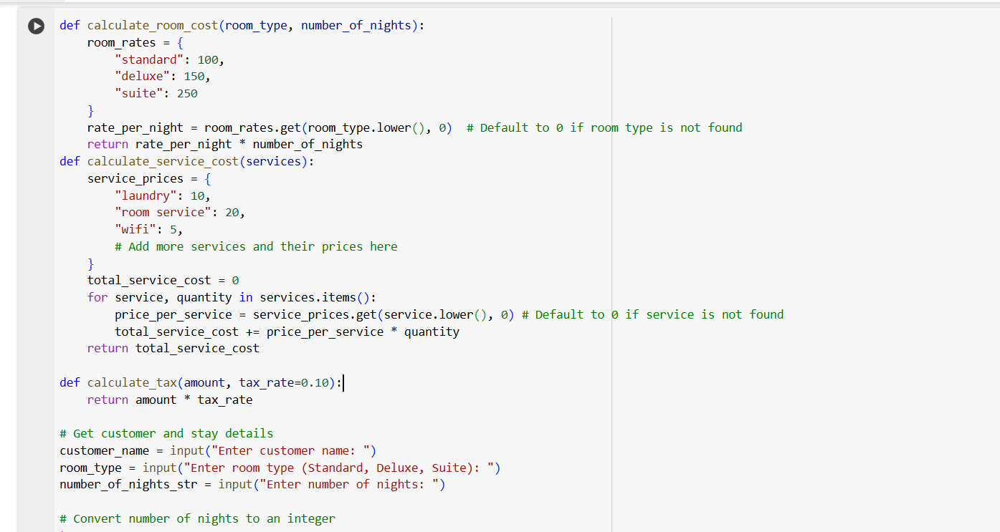 def calculate_room_cost(room_type, number_of_nights):
    room_rates = {
        "standard": 100,
        "deluxe": 150,
        "suite": 250
    }
    rate_per_night = room_rates.get(room_type.lower(), 0)  # Default to 0 if room type is not found
    return rate_per_night * number_of_nights
def calculate_service_cost(services):
    service_prices = {
        "laundry": 10,
        "room service": 20,
        "wifi": 5,
        # Add more services and their prices here
    }
    total_service_cost = 0
    for service, quantity in services.items():
        price_per_service = service_prices.get(service.lower(), 0) # Default to 0 if service is not found
        total_service_cost += price_per_service * quantity
    return total_service_cost

def calculate_tax(amount, tax_rate=0.10):
    return amount * tax_rate

# Get customer and stay details
customer_name = input("Enter customer name: ")
room_type = input("Enter room type (Standard, Deluxe, Suite): ")
number_of_nights_str = input("Enter number of nights: ")

# Convert number of nights to an integer